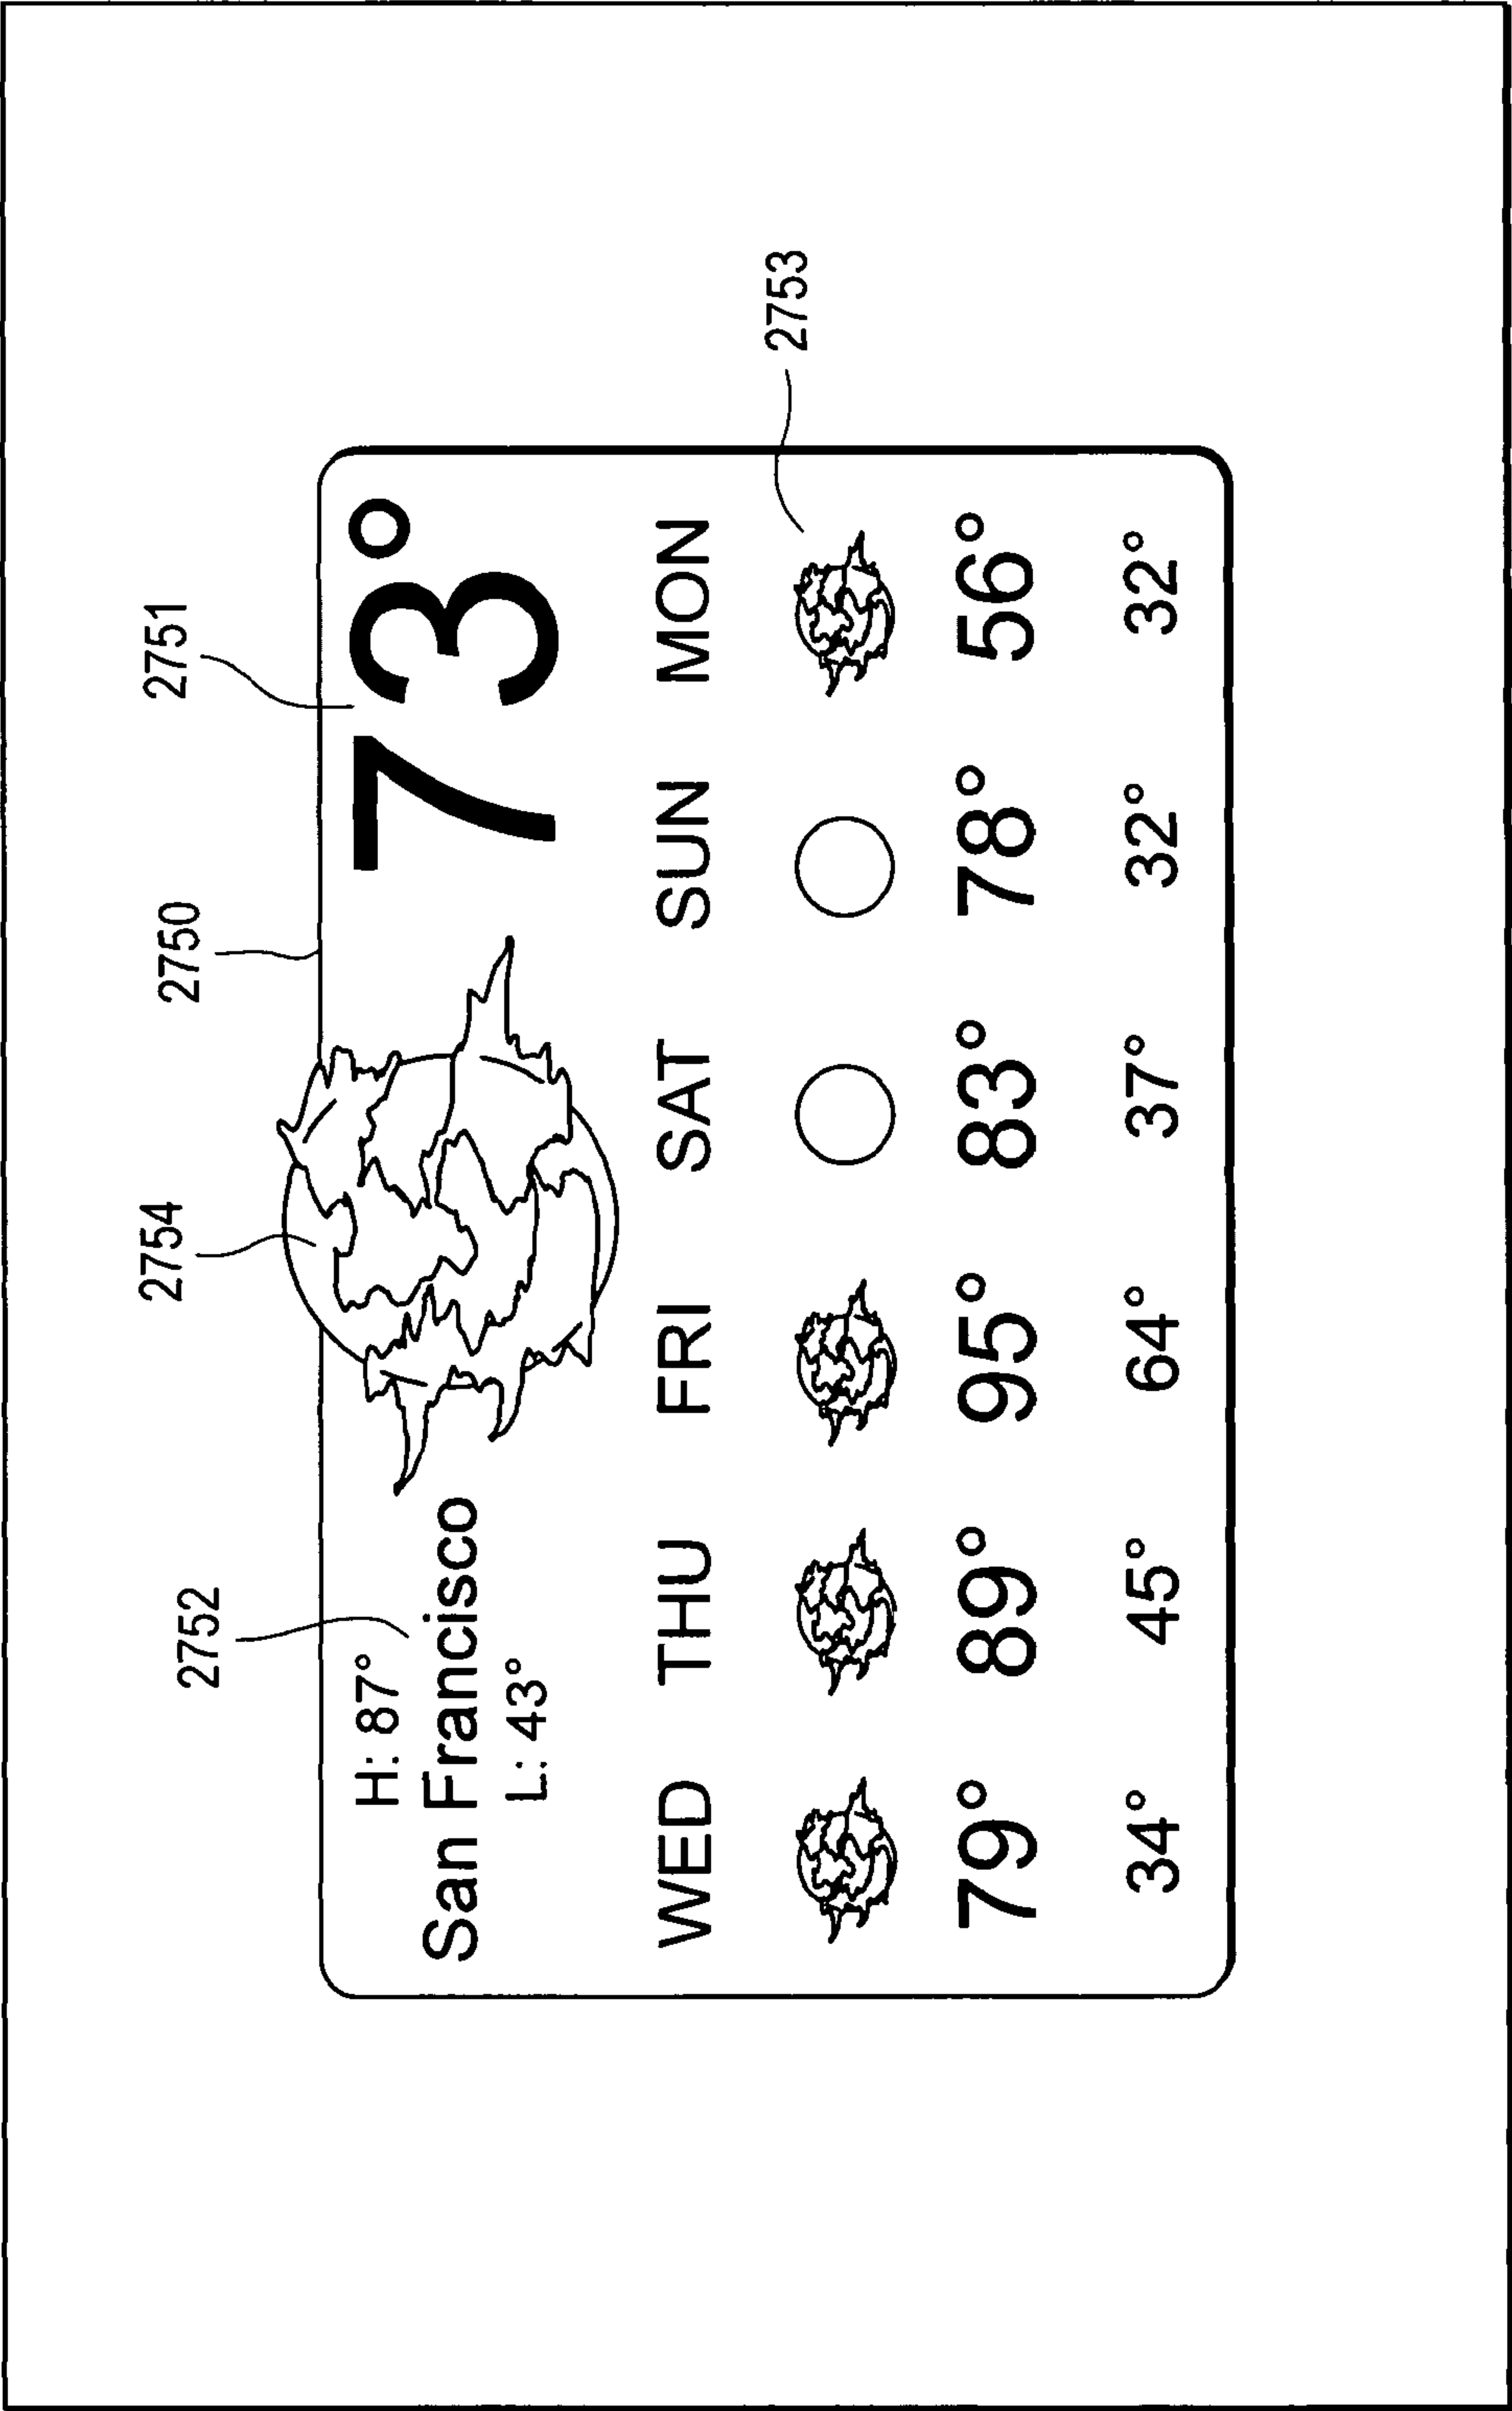 2754
2750
2751
2752
H: 87°
San Francisco
L: 43°
73°
2753
WED THU FRI SAT SUN MON
79° 89° 95° 83° 78° 56°
34° 45° 64° 37° 32° 32°